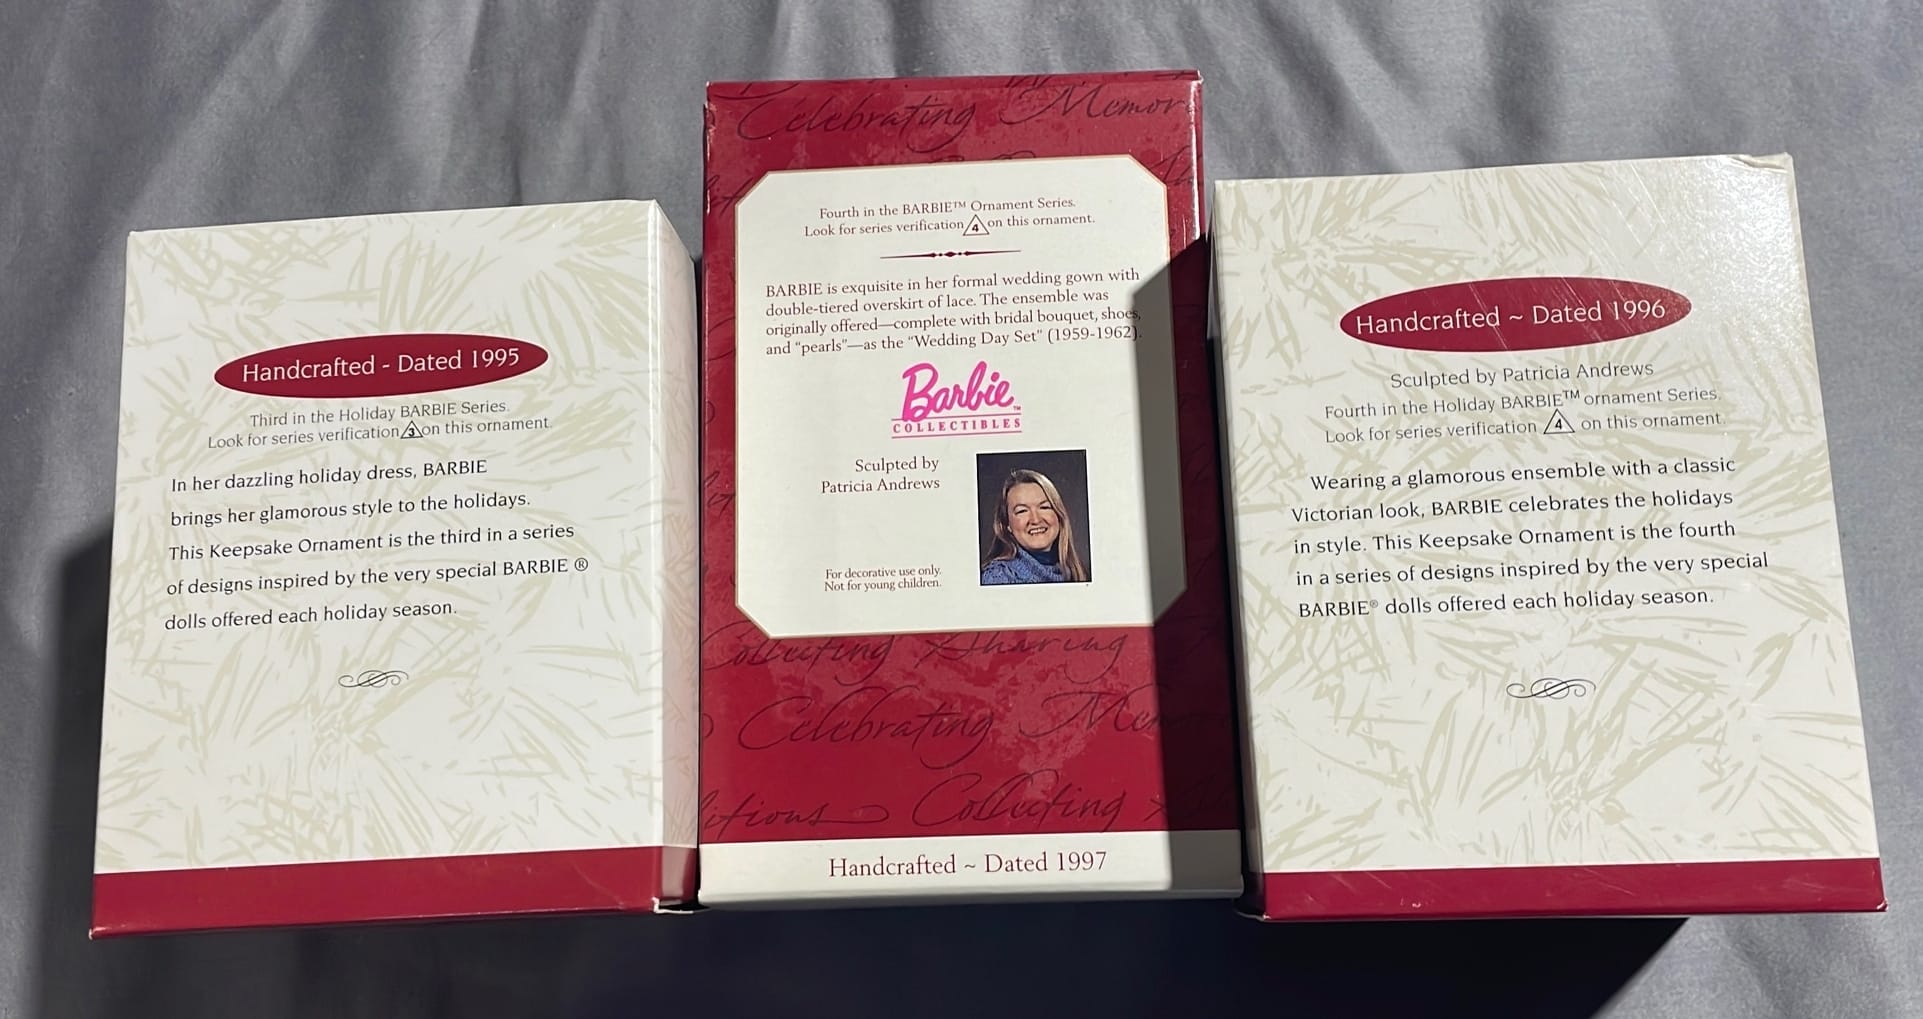 Handcrafted - Dated 1995
Third in the Holiday BARBIE Series.
Look for series verification 3 on this ornament.
In her dazzling holiday dress, BARBIE
brings her glamorous style to the holidays.
This Keepsake Ornament is the third in a series
of designs inspired by the very special BARBIE ®
dolls offered each holiday season.
Celebrating Memor
Fourth in the BARBIE™ Ornament Series.
Look for series verification 4 on this ornament.
BARBIE is exquisite in her formal wedding gown with
double-tiered overskirt of lace. The ensemble was
originally offered—complete with bridal bouquet, shoes,
and "pearls"—as the "Wedding Day Set" (1959-1962).
Barbie™
COLLECTIBLES
Sculpted by
Patricia Andrews
For decorative use only.
Not for young children.
Collecting Sharing
Celebrating Mem
itions Collecting
Handcrafted ~ Dated 1997
Handcrafted ~ Dated 1996
Sculpted by Patricia Andrews
Fourth in the Holiday BARBIE™ ornament Series.
Look for series verification 4 on this ornament.
Wearing a glamorous ensemble with a classic
Victorian look, BARBIE celebrates the holidays
in style. This Keepsake Ornament is the fourth
in a series of designs inspired by the very special
BARBIE® dolls offered each holiday season.